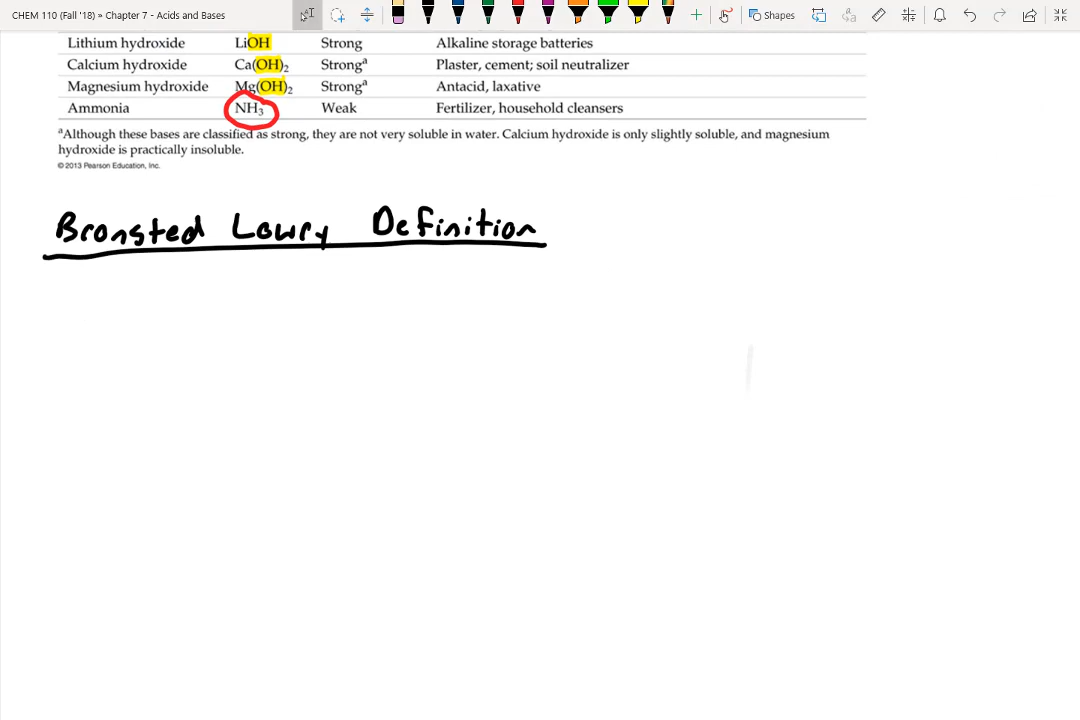 CHEM 110 (Fall '18) » Chapter 7 - Acids and Bases Shapes
Lithium hydroxide LiOH Strong Alkaline storage batteries
Calcium hydroxide Ca(OH)₂ Strongᵃ Plaster, cement; soil neutralizer
Magnesium hydroxide Mg(OH)₂ Strongᵃ Antacid, laxative
Ammonia NH₃ Weak Fertilizer, household cleansers
ᵃAlthough these bases are classified as strong, they are not very soluble in water. Calcium hydroxide is only slightly soluble, and magnesium
hydroxide is practically insoluble.
© 2013 Pearson Education, Inc.
Bronsted Lowry Definition